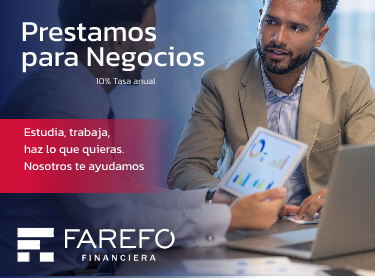 Prestamos
para Negocios
10% Tasa anual
Estudia, trabaja,
haz lo que quieras.
Nosotros te ayudamos
FAREFO
FINANCIERA